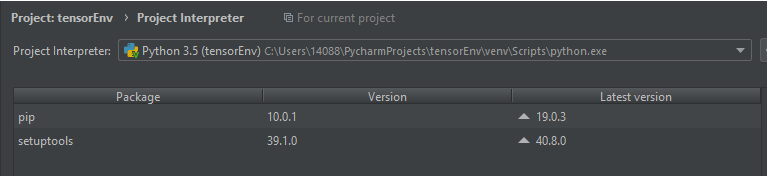 Project: tensorEnv › Project Interpreter For current project
Project Interpreter: Python 3.5 (tensorEnv) C:\Users\14088\PycharmProjects\tensorEnv\venv\Scripts\python.exe
Package Version Latest version
pip 10.0.1 19.0.3
setuptools 39.1.0 40.8.0